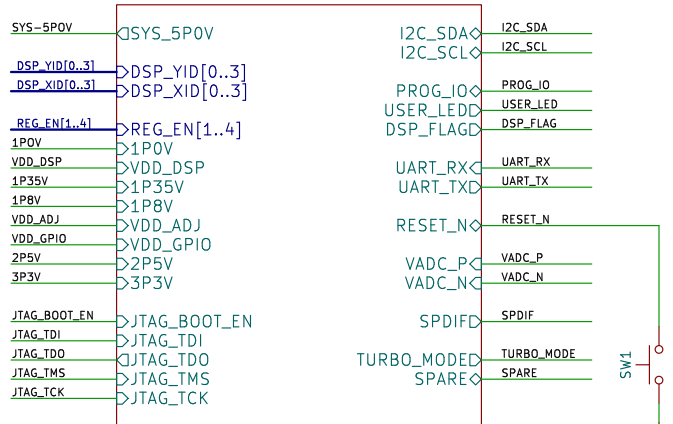 SYS-5P0V SYS_5P0V I2C_SDA I2C_SDA
I2C_SCL I2C_SCL
DSP_YID[0..3] DSP_YID[0..3]
DSP_XID[0..3] DSP_XID[0..3] PROG_IO PROG_IO
USER_LED USER_LED
REG_EN[1..4] REG_EN[1..4] DSP_FLAG DSP_FLAG
1P0V 1P0V
VDD_DSP VDD_DSP UART_RX UART_RX
1P35V 1P35V UART_TX UART_TX
1P8V 1P8V
VDD_ADJ VDD_ADJ RESET_N RESET_N
VDD_GPIO VDD_GPIO
2P5V 2P5V VADC_P VADC_P
3P3V 3P3V VADC_N VADC_N
JTAG_BOOT_EN JTAG_BOOT_EN SPDIF SPDIF
JTAG_TDI JTAG_TDI
JTAG_TDO JTAG_TDO TURBO_MODE TURBO_MODE
JTAG_TMS JTAG_TMS SPARE SPARE
JTAG_TCK JTAG_TCK
SW1